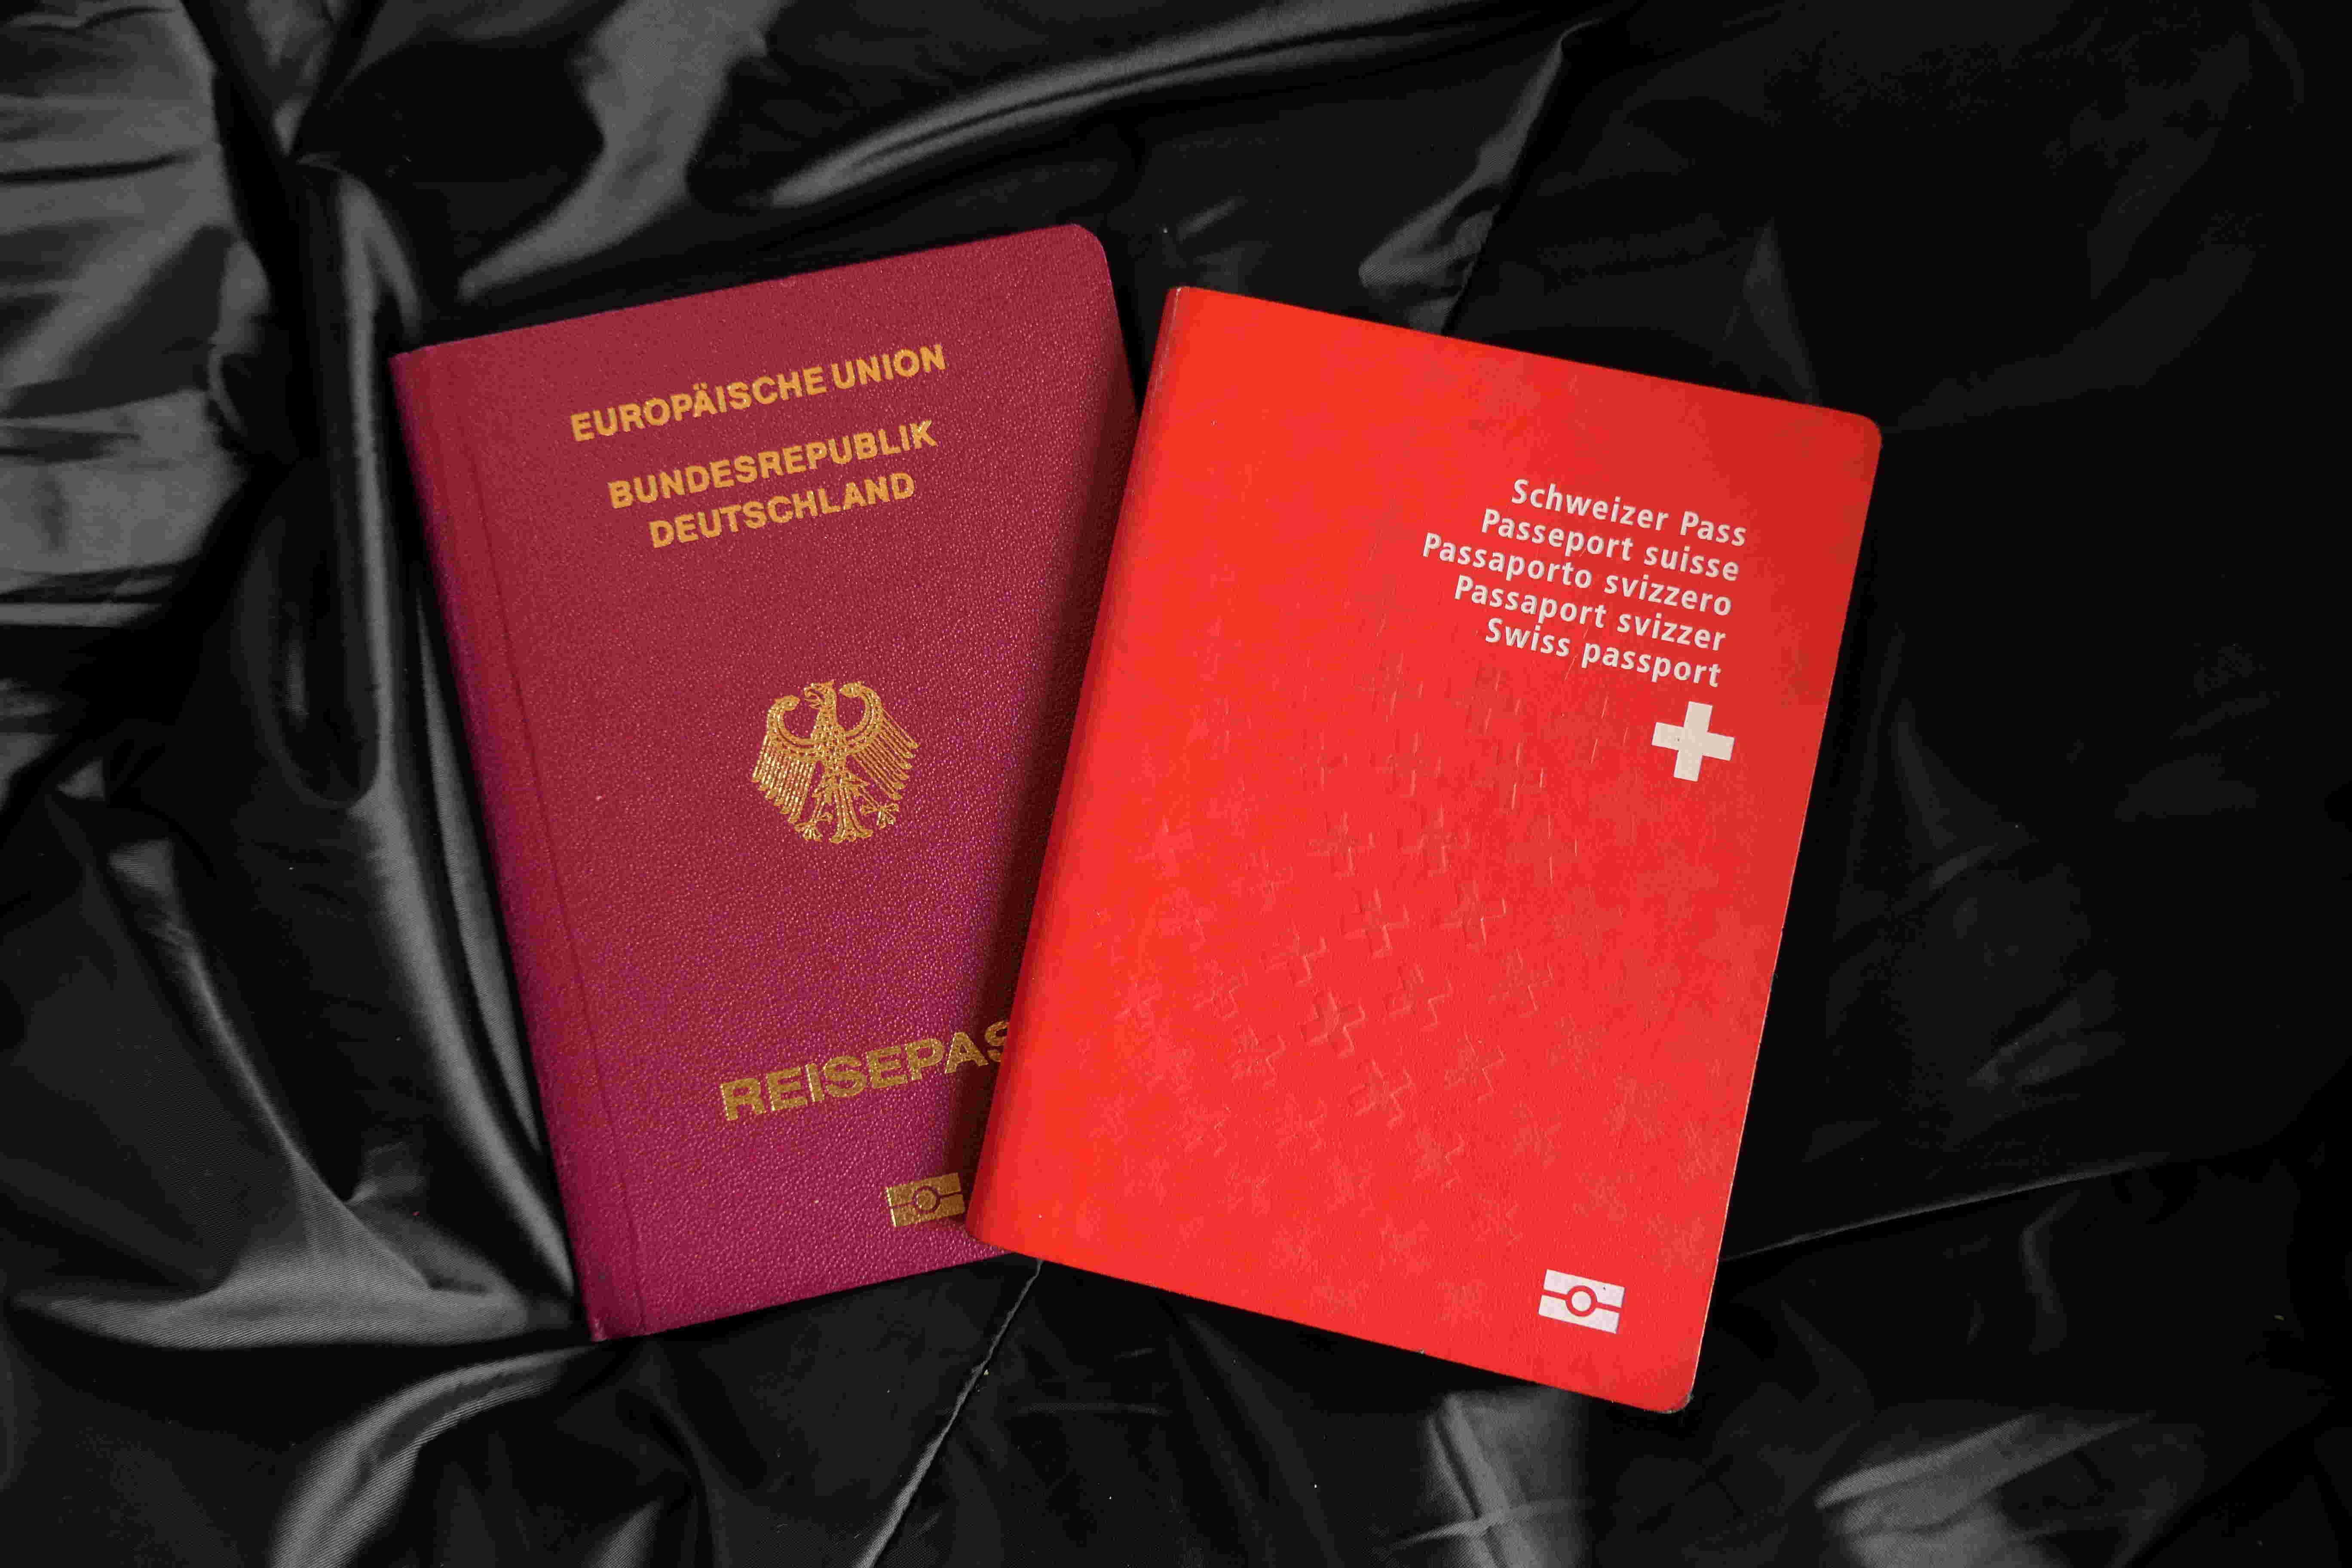 EUROPÄISCHE UNION
BUNDESREPUBLIK
DEUTSCHLAND
REISEPAS
Schweizer Pass
Passeport suisse
Passaporto svizzero
Passaport svizzer
Swiss passport